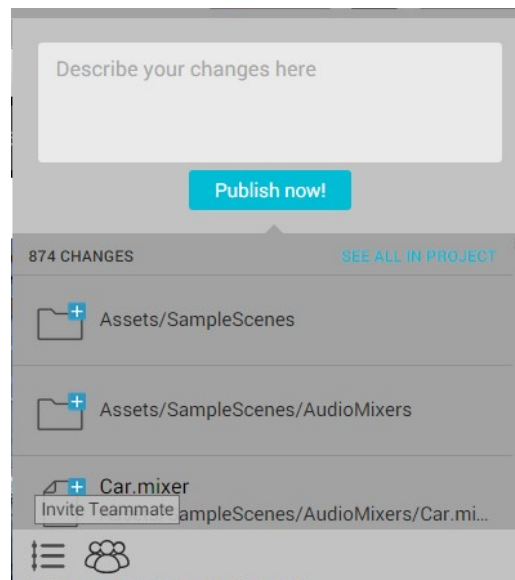 Describe your changes here
Publish now!
874 CHANGES SEE ALL IN PROJECT
Assets/SampleScenes
Assets/SampleScenes/AudioMixers
Car.mixer
Invite Teammate ampleScenes/AudioMixers/Car.mi...